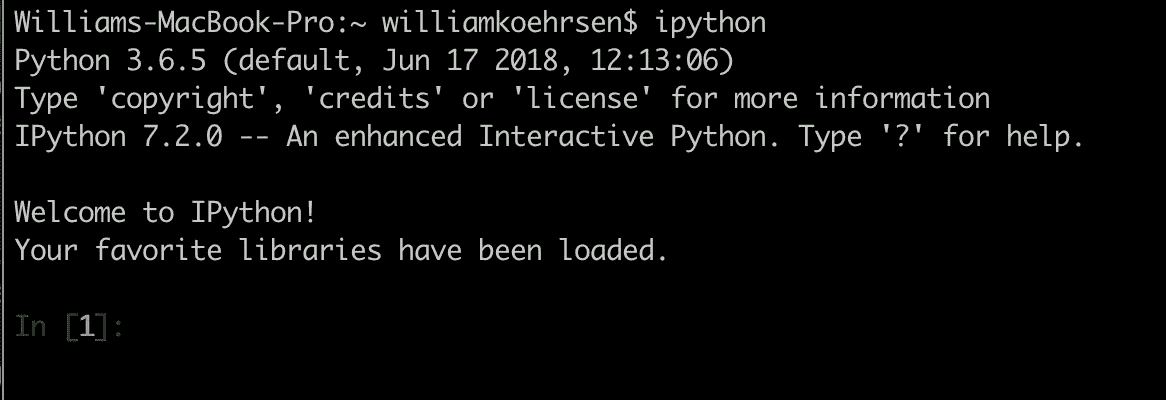 Williams-MacBook-Pro:~ williamkoehrsen$ ipython
Python 3.6.5 (default, Jun 17 2018, 12:13:06)
Type 'copyright', 'credits' or 'license' for more information
IPython 7.2.0 -- An enhanced Interactive Python. Type '?' for help.
Welcome to IPython!
Your favorite libraries have been loaded.
In [1]: